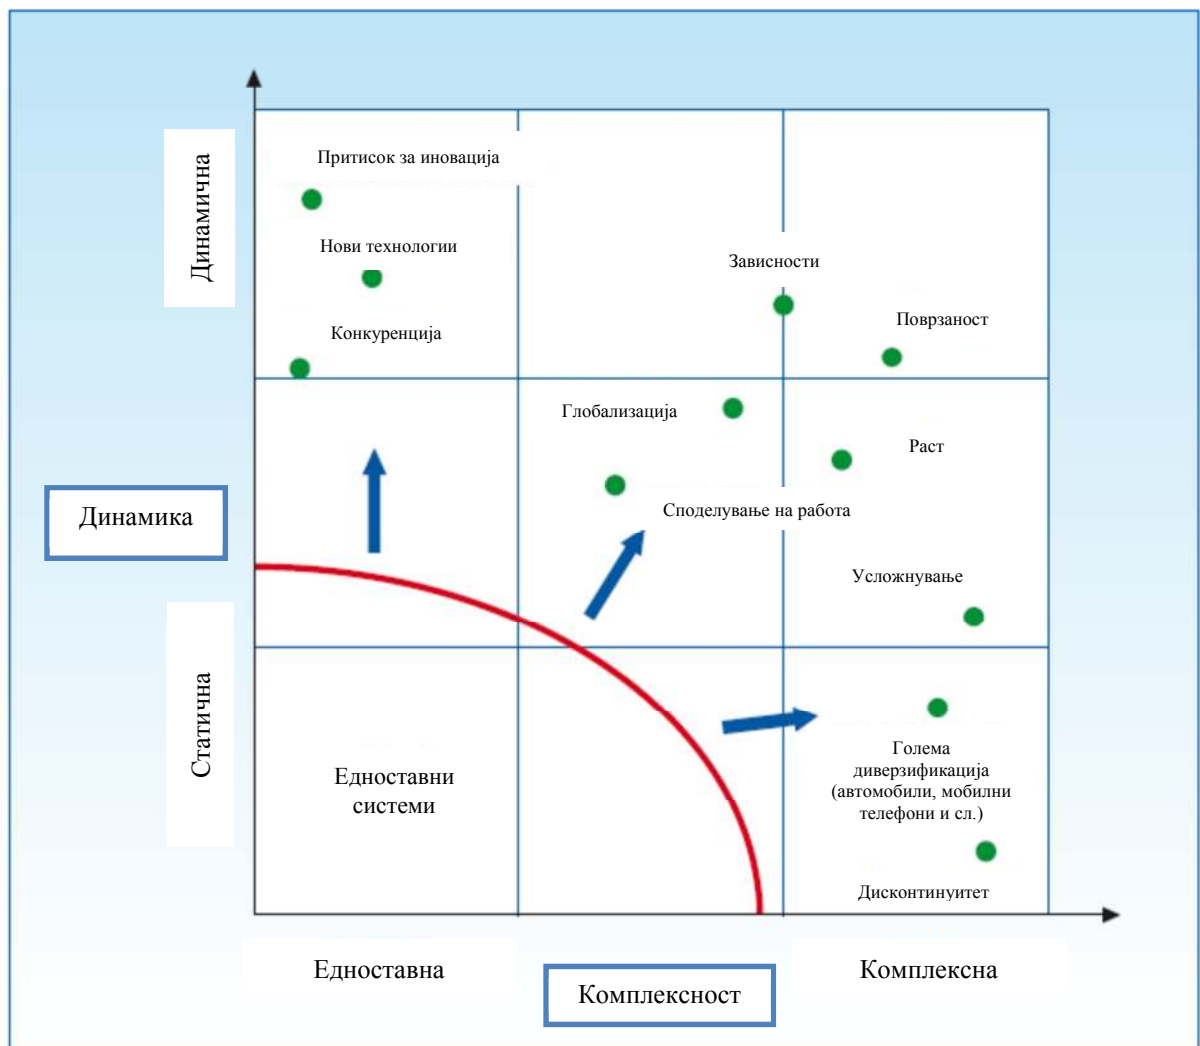 Динамична
Притисок за иновација
Нови технологии
Зависности
Поврзаност
Конкуренција
Глобализација
Раст
Динамика
Споделување на работа
Усложнување
Статична
Едноставни
системи
Голема
диверзификација
(автомобили, мобилни
телефони и сл.)
Дисконтинуитет
Едноставна
Комплексна
Комплексност